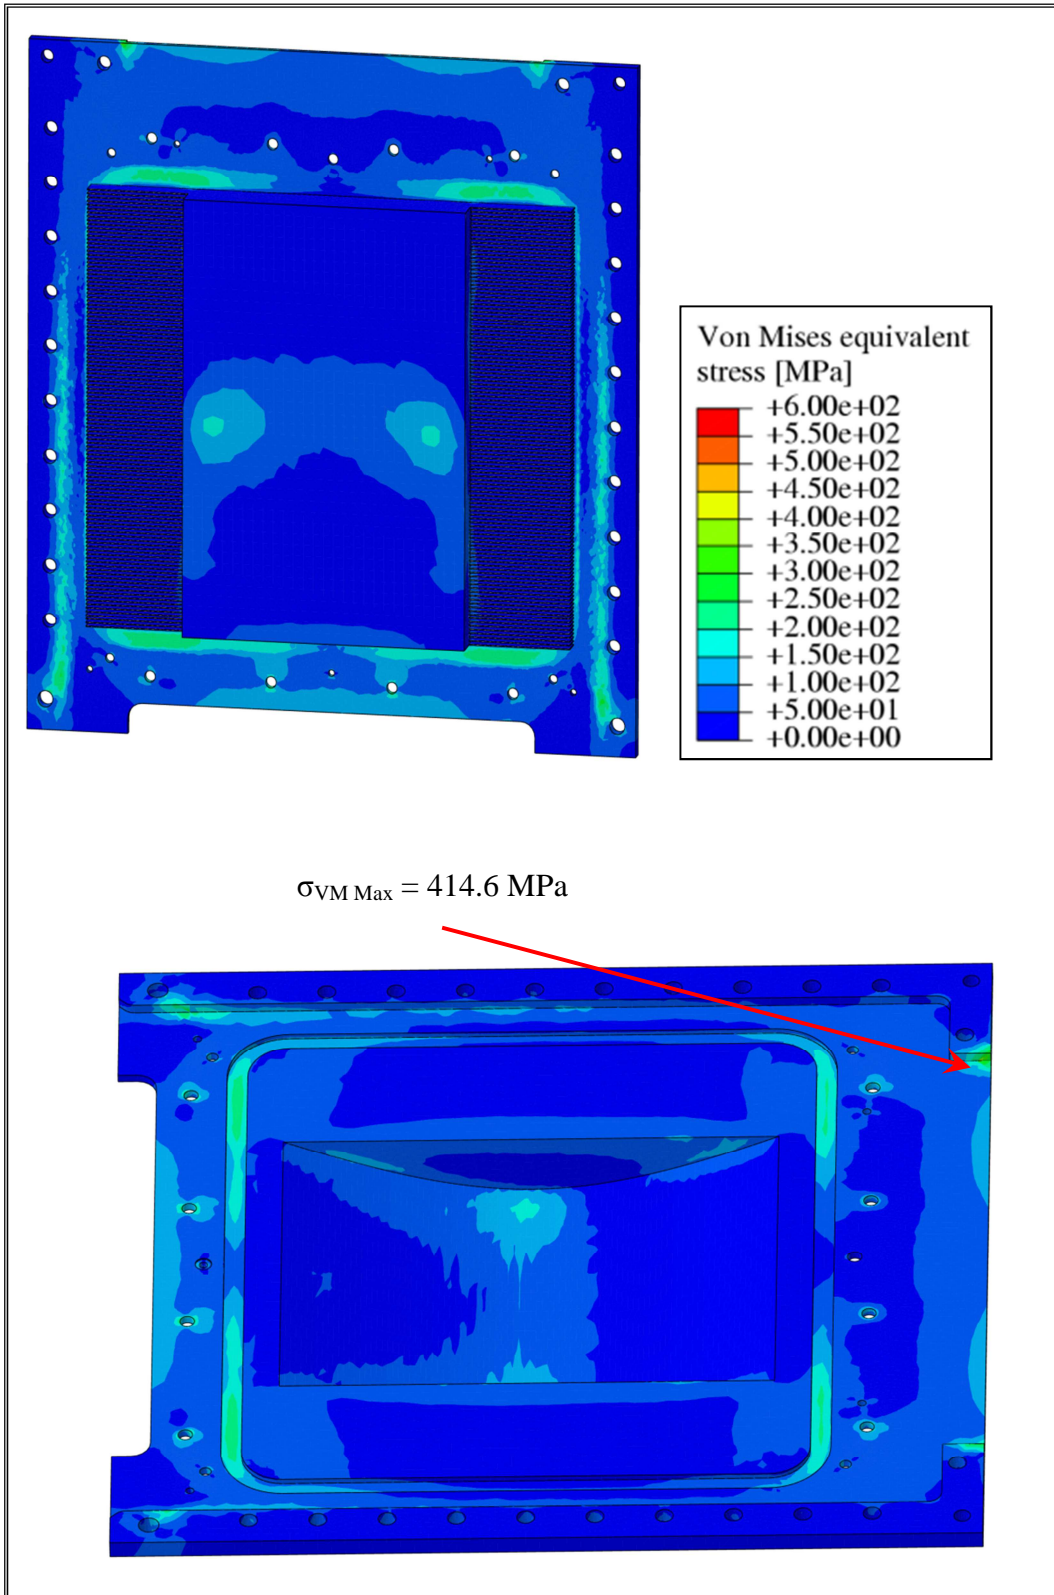 Von Mises equivalent
stress [MPa]
+6.00e+02
+5.50e+02
+5.00e+02
+4.50e+02
+4.00e+02
+3.50e+02
+3.00e+02
+2.50e+02
+2.00e+02
+1.50e+02
+1.00e+02
+5.00e+01
+0.00e+00
σVM Max = 414.6 MPa